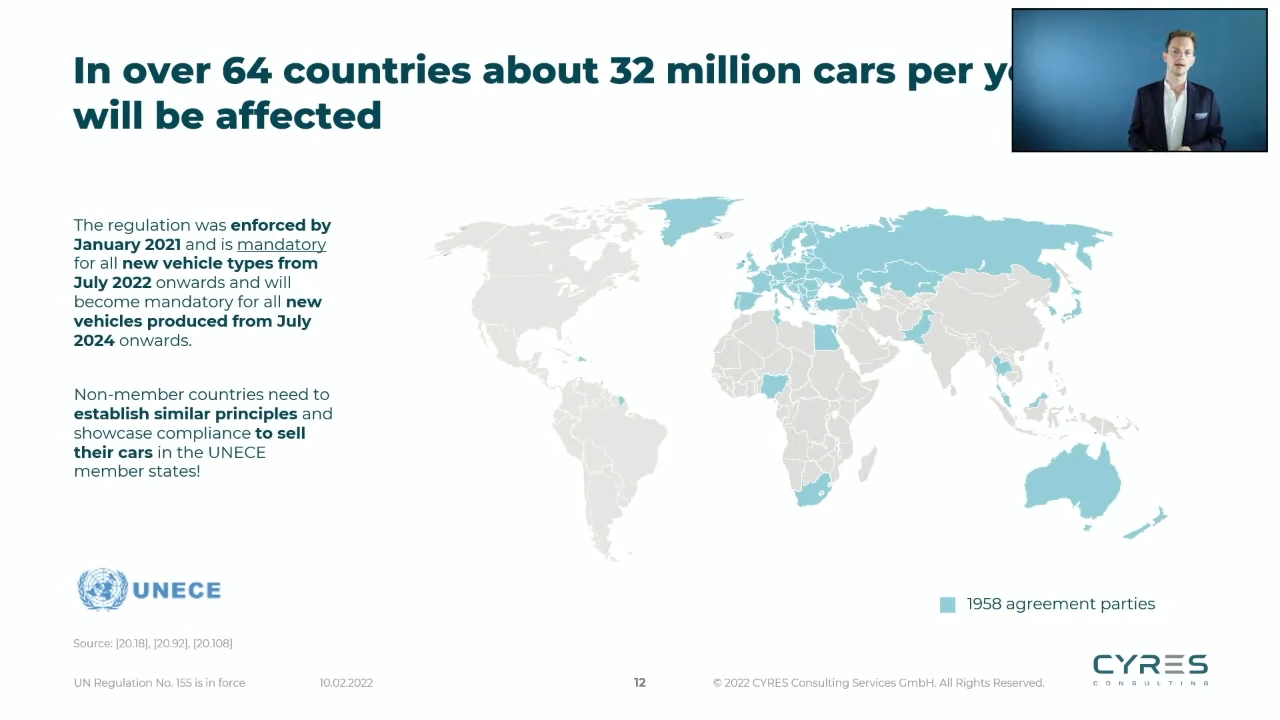 In over 64 countries about 32 million cars per
will be affected
The regulation was enforced by
January 2021 and is mandatory
for all new vehicle types from
July 2022 onwards and will
become mandatory for all new
vehicles produced from July
2024 onwards.
Non-member countries need to
establish similar principles and
showcase compliance to sell
their cars in the UNECE
member states!
UNECE
1958 agreement parties
Source: [20.18], [20.92], [20.108]
CYRES
CONSULTING
UN Regulation No. 155 is in force
10.02.2022
12
© 2022 CYRES Consulting Services GmbH. All Rights Reserved.